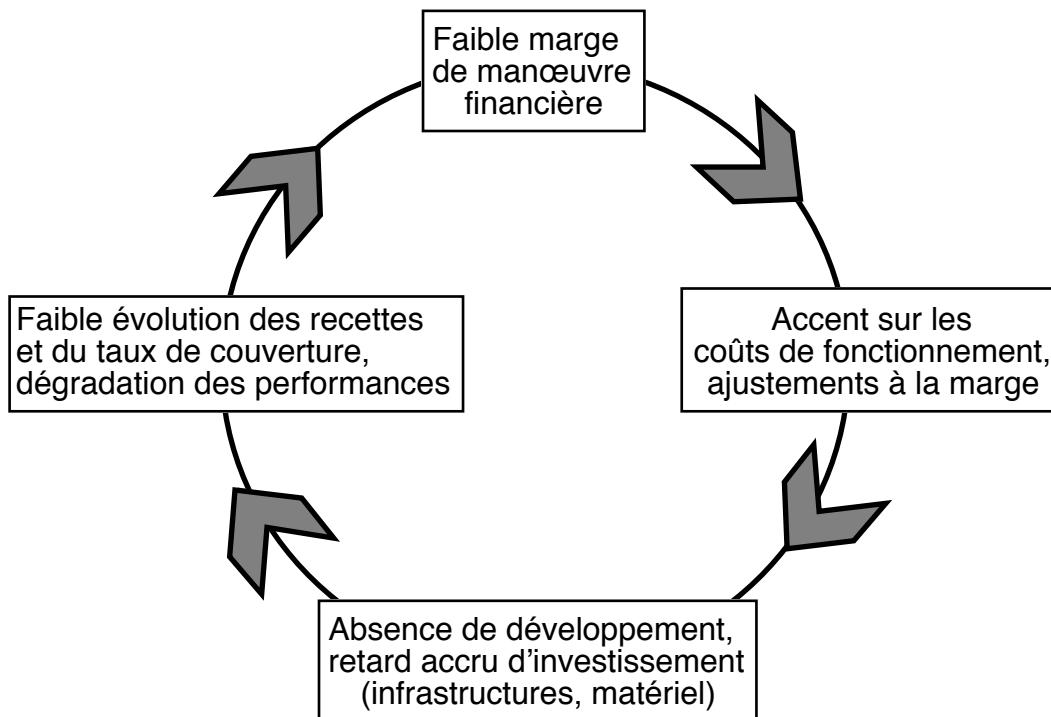 Faible marge
de manœuvre
financière
Faible évolution des recettes
et du taux de couverture,
dégradation des performances
Accent sur les
coûts de fonctionnement,
ajustements à la marge
Absence de développement,
retard accru d’investissement
(infrastructures, matériel)